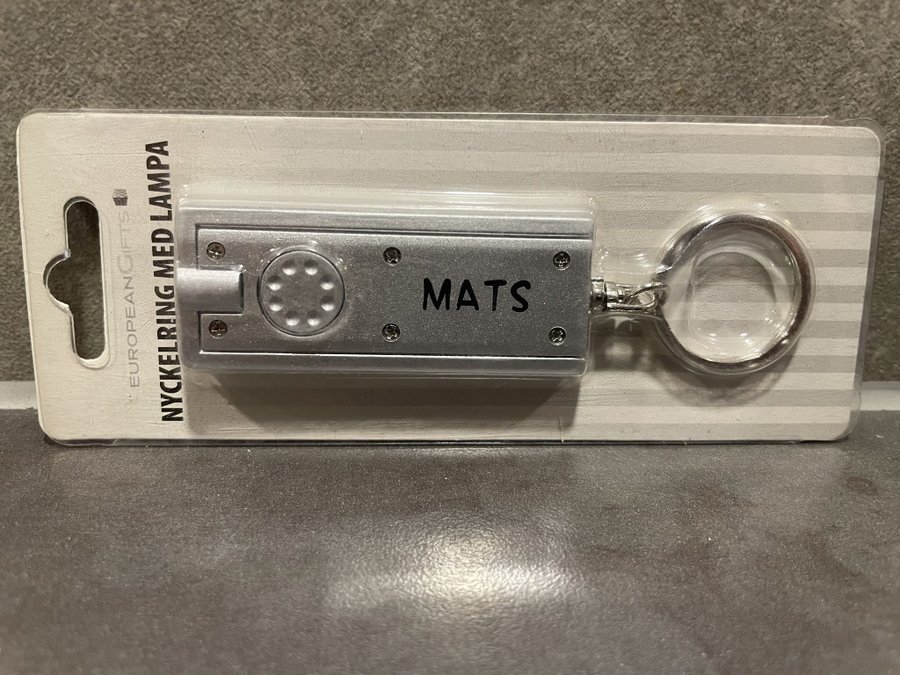 EUROPEANGIFTS
NYCKELRING MED LAMPA
MATS